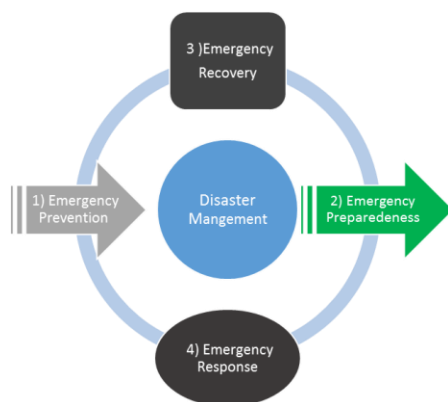 3 )Emergency
Recovery
1) Emergency
Prevention
Disaster
Mangement
2) Emergency
Preparedeness
4) Emergency
Response